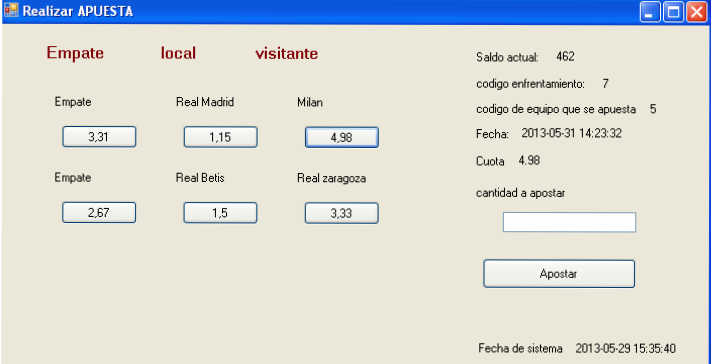 Realizar APUESTA
Empate local visitante
Empate Real Madrid Milan
3,31 1,15 4,98
Empate Real Betis Real zaragoza
2,67 1,5 3,33
Saldo actual: 462
codigo enfrentamiento: 7
codigo de equipo que se apuesta 5
Fecha: 2013-05-31 14:23:32
Cuota 4.98
cantidad a apostar
Apostar
Fecha de sistema 2013-05-29 15:35:40